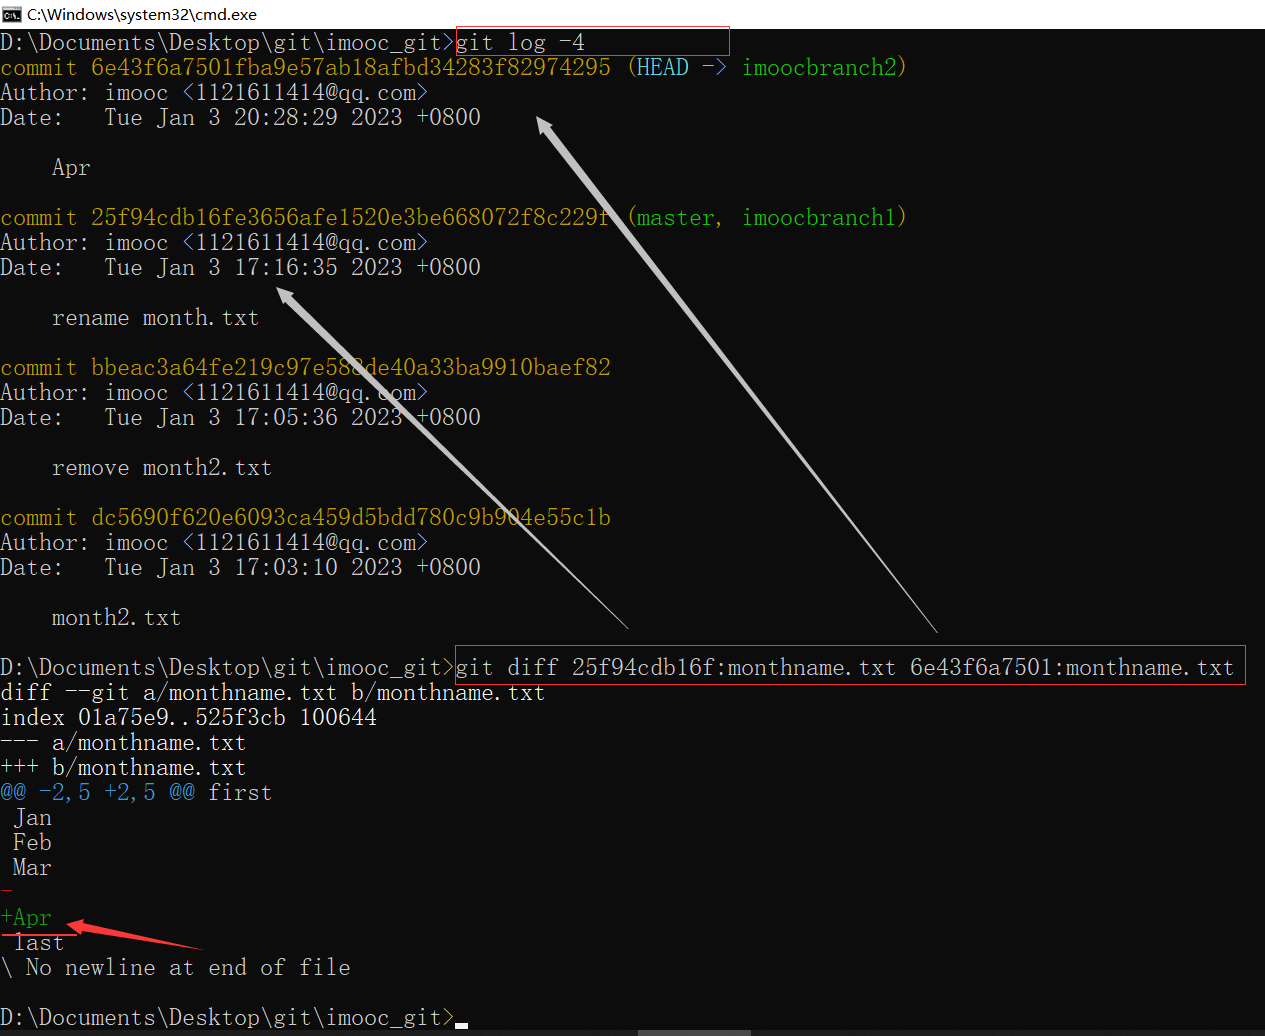 C:\Windows\system32\cmd.exe
D:\Documents\Desktop\git\imooc_git>git log -4
commit 6e43f6a7501fba9e57ab18afbd34283f82974295 (HEAD -> imoocbranch2)
Author: imooc <1121611414@qq.com>
Date:   Tue Jan 3 20:28:29 2023 +0800
    Apr
commit 25f94cdb16fe3656afe1520e3be668072f8c229f (master, imoocbranch1)
Author: imooc <1121611414@qq.com>
Date:   Tue Jan 3 17:16:35 2023 +0800
    rename month.txt
commit bbeac3a64fe219c97e588de40a33ba9910baef82
Author: imooc <1121611414@qq.com>
Date:   Tue Jan 3 17:05:36 2023 +0800
    remove month2.txt
commit dc5690f620e6093ca459d5bdd780c9b904e55c1b
Author: imooc <1121611414@qq.com>
Date:   Tue Jan 3 17:03:10 2023 +0800
    month2.txt
D:\Documents\Desktop\git\imooc_git>git diff 25f94cdb16f:monthname.txt 6e43f6a7501:monthname.txt
diff --git a/monthname.txt b/monthname.txt
index 01a75e9..525f3cb 100644
--- a/monthname.txt
+++ b/monthname.txt
@@ -2,5 +2,5 @@ first
 Jan
 Feb
 Mar
-
+Apr
 last
\ No newline at end of file
D:\Documents\Desktop\git\imooc_git>